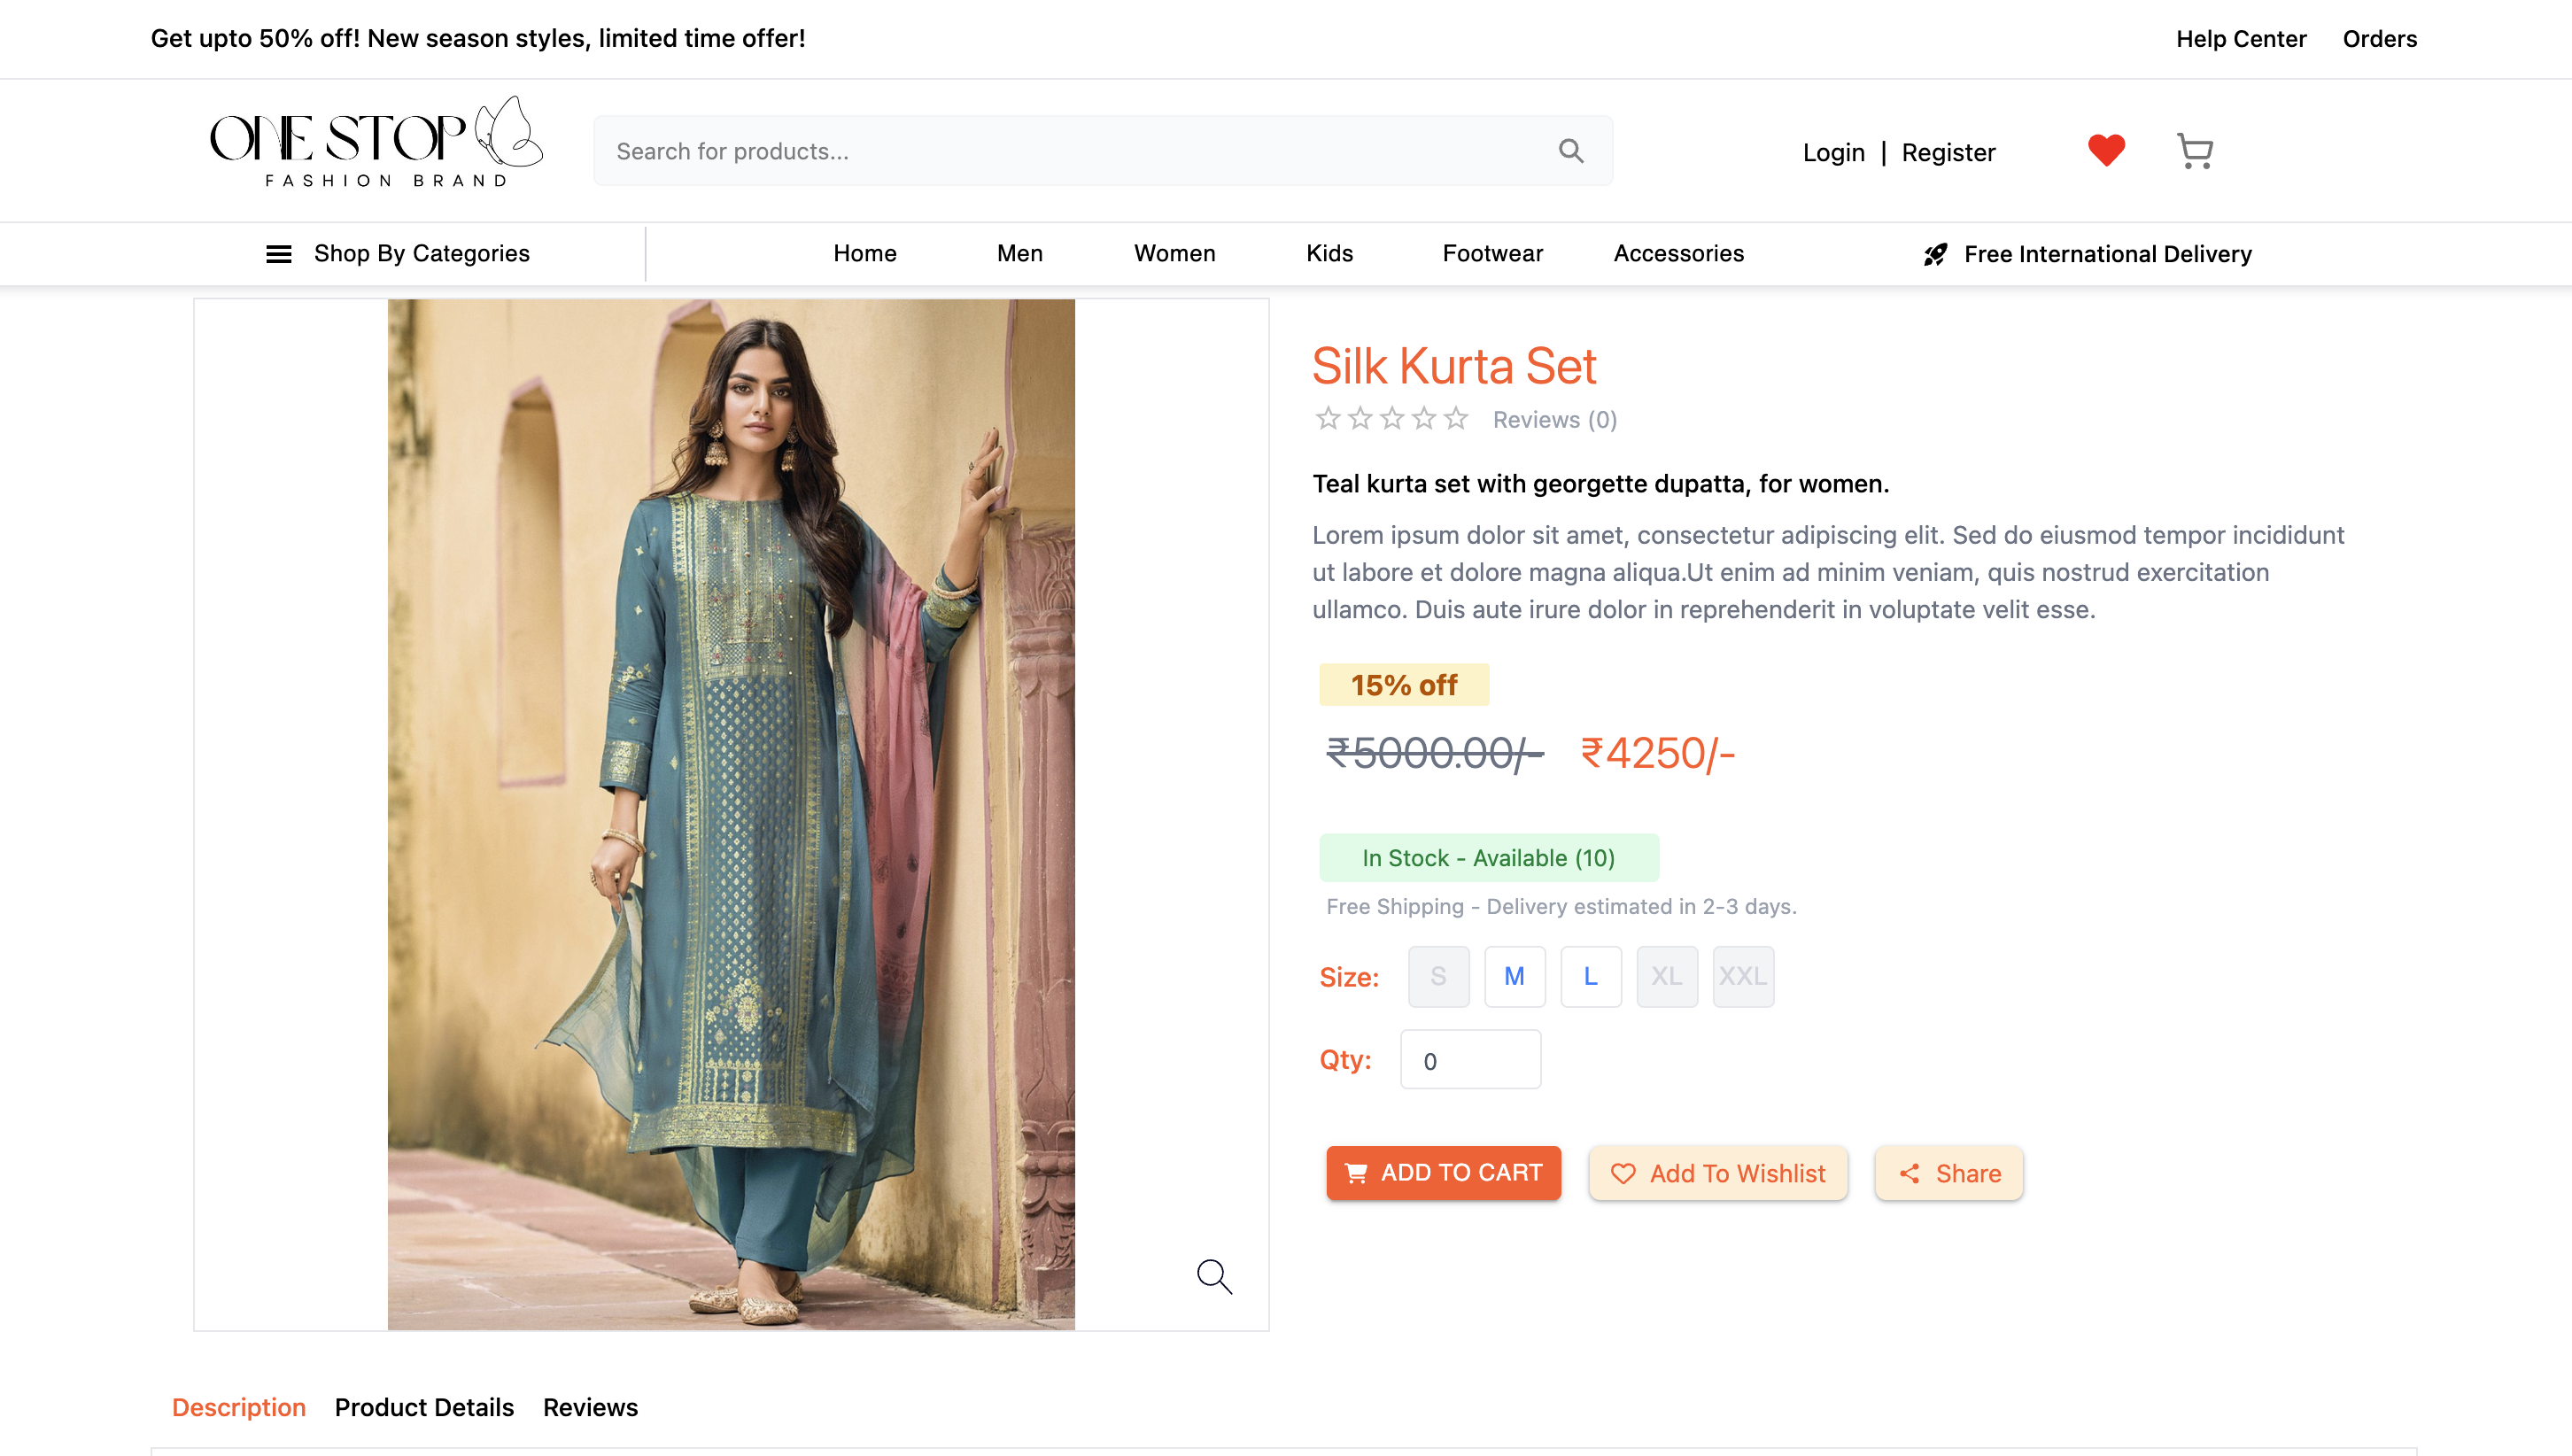 Get upto 50% off! New season styles, limited time offer!
Help Center Orders
ONE STOP
FASHION BRAND
Search for products...
Login | Register
Shop By Categories
Home Men Women Kids Footwear Accessories
Free International Delivery
Silk Kurta Set
Reviews (0)
Teal kurta set with georgette dupatta, for women.
Lorem ipsum dolor sit amet, consectetur adipiscing elit. Sed do eiusmod tempor incididunt
ut labore et dolore magna aliqua.Ut enim ad minim veniam, quis nostrud exercitation
ullamco. Duis aute irure dolor in reprehenderit in voluptate velit esse.
15% off
₹5000.00/- ₹4250/-
In Stock - Available (10)
Free Shipping - Delivery estimated in 2-3 days.
Size: S M L XL XXL
Qty: 0
ADD TO CART Add To Wishlist Share
Description Product Details Reviews